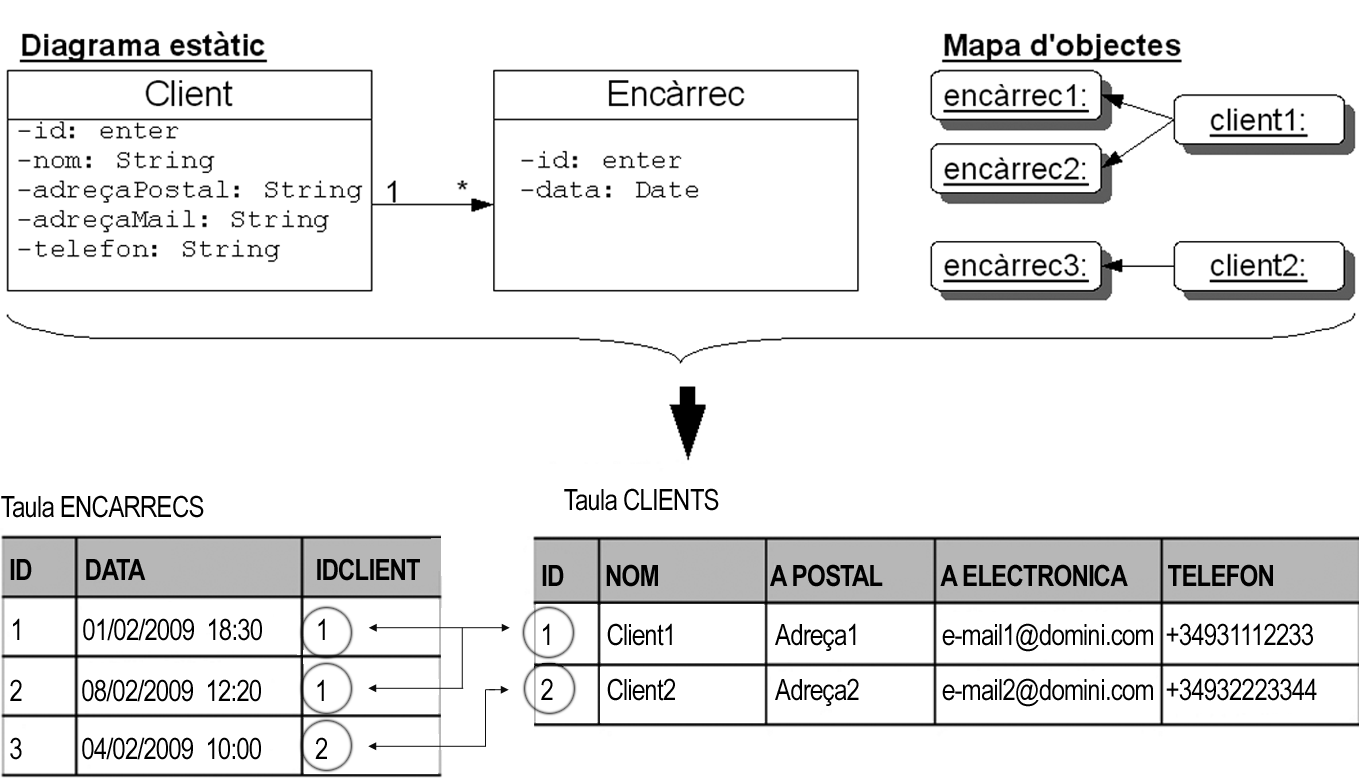 Diagrama estàtic
Mapa d'objectes
Client
-id: enter
-nom: String
-adreçaPostal: String
-adreçaMail: String
-telefon: String
1
*
Encàrrec
-id: enter
-data: Date
encàrrec1:
client1:
encàrrec2:
encàrrec3:
client2:
Taula ENCARRECS
ID DATA IDCLIENT
1 01/02/2009 18:30 1
2 08/02/2009 12:20 1
3 04/02/2009 10:00 2
Taula CLIENTS
ID NOM A POSTAL A ELECTRONICA TELEFON
1 Client1 Adreça1 e-mail1@domini.com +34931112233
2 Client2 Adreça2 e-mail2@domini.com +34932223344